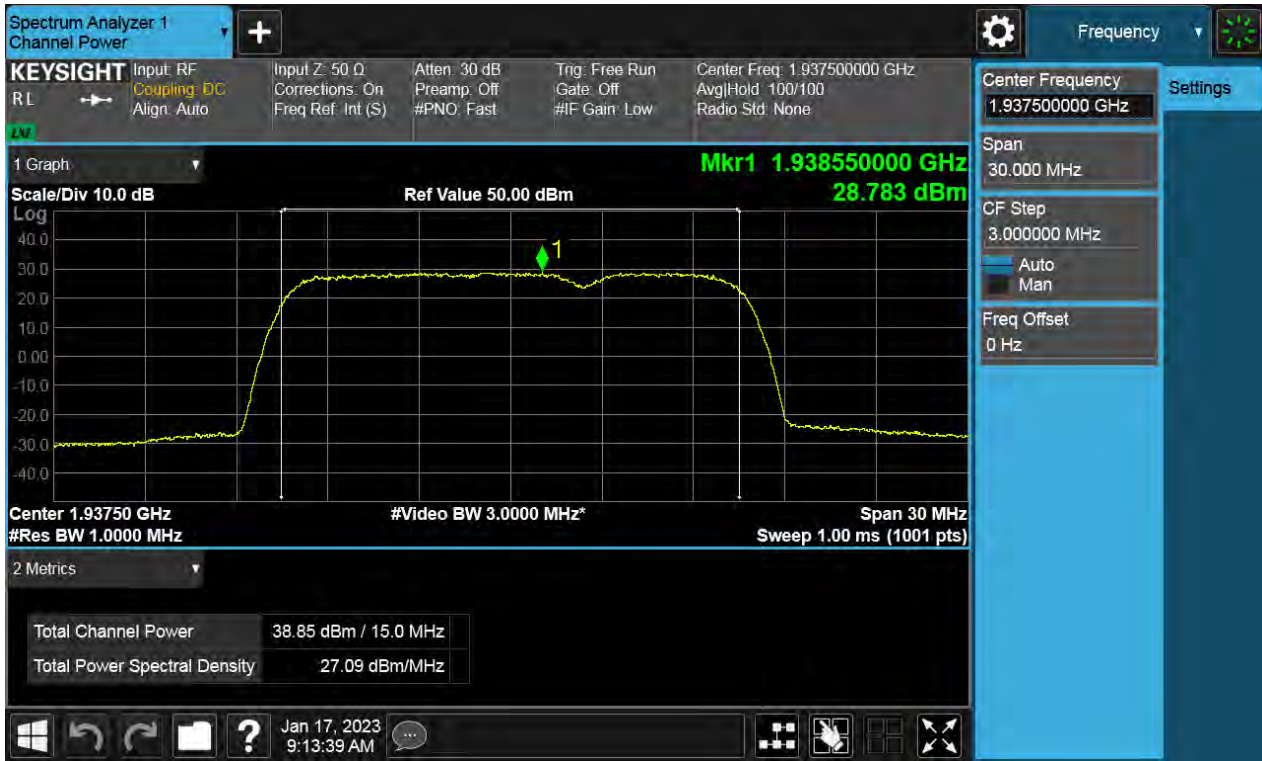 Spectrum Analyzer 1
Channel Power
+
Frequency
KEYSIGHT
RL
Input: RF
Coupling: DC
Align: Auto
Input Z: 50 Ω
Corrections: On
Freq Ref: Int (S)
Atten: 30 dB
Preamp: Off
#PNO: Fast
Trig: Free Run
Gate: Off
#IF Gain: Low
Center Freq: 1.937500000 GHz
Avg|Hold: 100/100
Radio Std: None
Center Frequency
1.937500000 GHz
Settings
Span
30.000 MHz
CF Step
3.000000 MHz
Auto
Man
Freq Offset
0 Hz
1 Graph
Mkr1 1.938550000 GHz
28.783 dBm
Scale/Div 10.0 dB
Ref Value 50.00 dBm
Log
40.0
30.0
20.0
10.0
0.00
-10.0
-20.0
-30.0
-40.0
1
Center 1.93750 GHz
#Video BW 3.0000 MHz*
Span 30 MHz
#Res BW 1.0000 MHz
Sweep 1.00 ms (1001 pts)
2 Metrics
Total Channel Power 38.85 dBm / 15.0 MHz
Total Power Spectral Density 27.09 dBm/MHz
?
Jan 17, 2023
9:13:39 AM